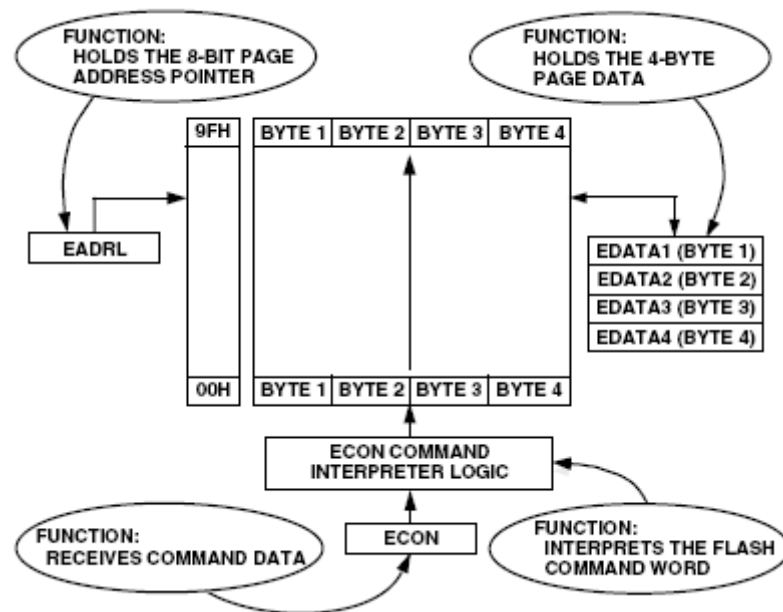 FUNCTION:
HOLDS THE 8-BIT PAGE
ADDRESS POINTER
FUNCTION:
HOLDS THE 4-BYTE
PAGE DATA
9FH
BYTE 1 BYTE 2 BYTE 3 BYTE 4
EADRL
EDATA1 (BYTE 1)
EDATA2 (BYTE 2)
EDATA3 (BYTE 3)
EDATA4 (BYTE 4)
00H
BYTE 1 BYTE 2 BYTE 3 BYTE 4
ECON COMMAND
INTERPRETER LOGIC
FUNCTION:
RECEIVES COMMAND DATA
ECON
FUNCTION:
INTERPRETS THE FLASH
COMMAND WORD